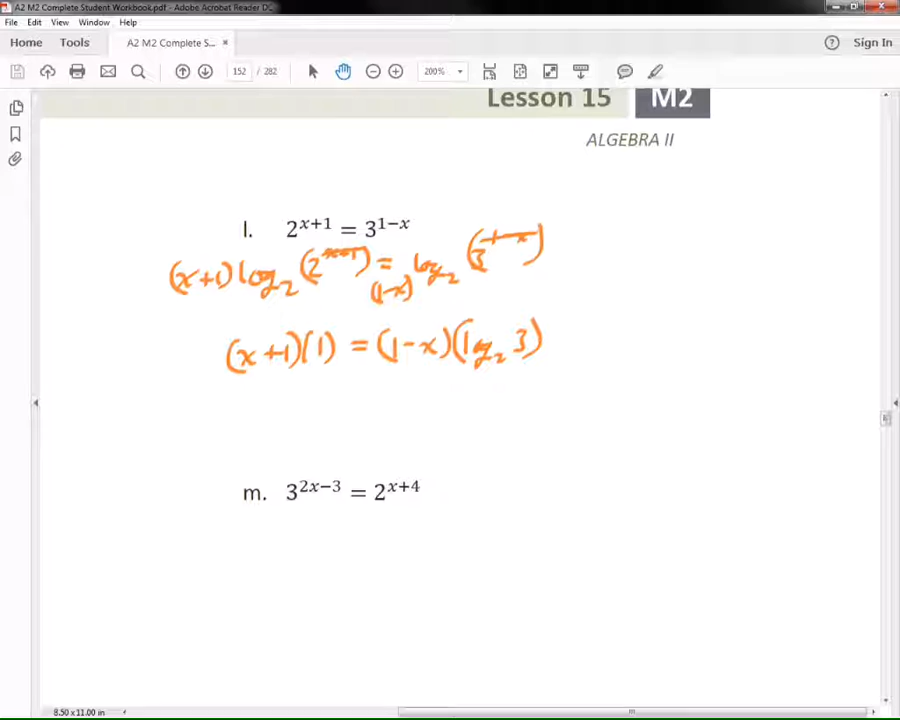 A2 M2 Complete Student Workbook.pdf - Adobe Acrobat Reader DC
File Edit View Window Help
Home Tools A2 M2 Complete S... × Sign In
152 / 282 200%
Lesson 15 M2
ALGEBRA II
l. 2^{x+1} = 3^{1−x}
(x+1) log₂ (2^{x+1}) = (1-x) log₂ (3^{1-x})
(x+1)(1) = (1-x)(log₂ 3)
m. 3^{2x−3} = 2^{x+4}
8.50 x 11.00 in